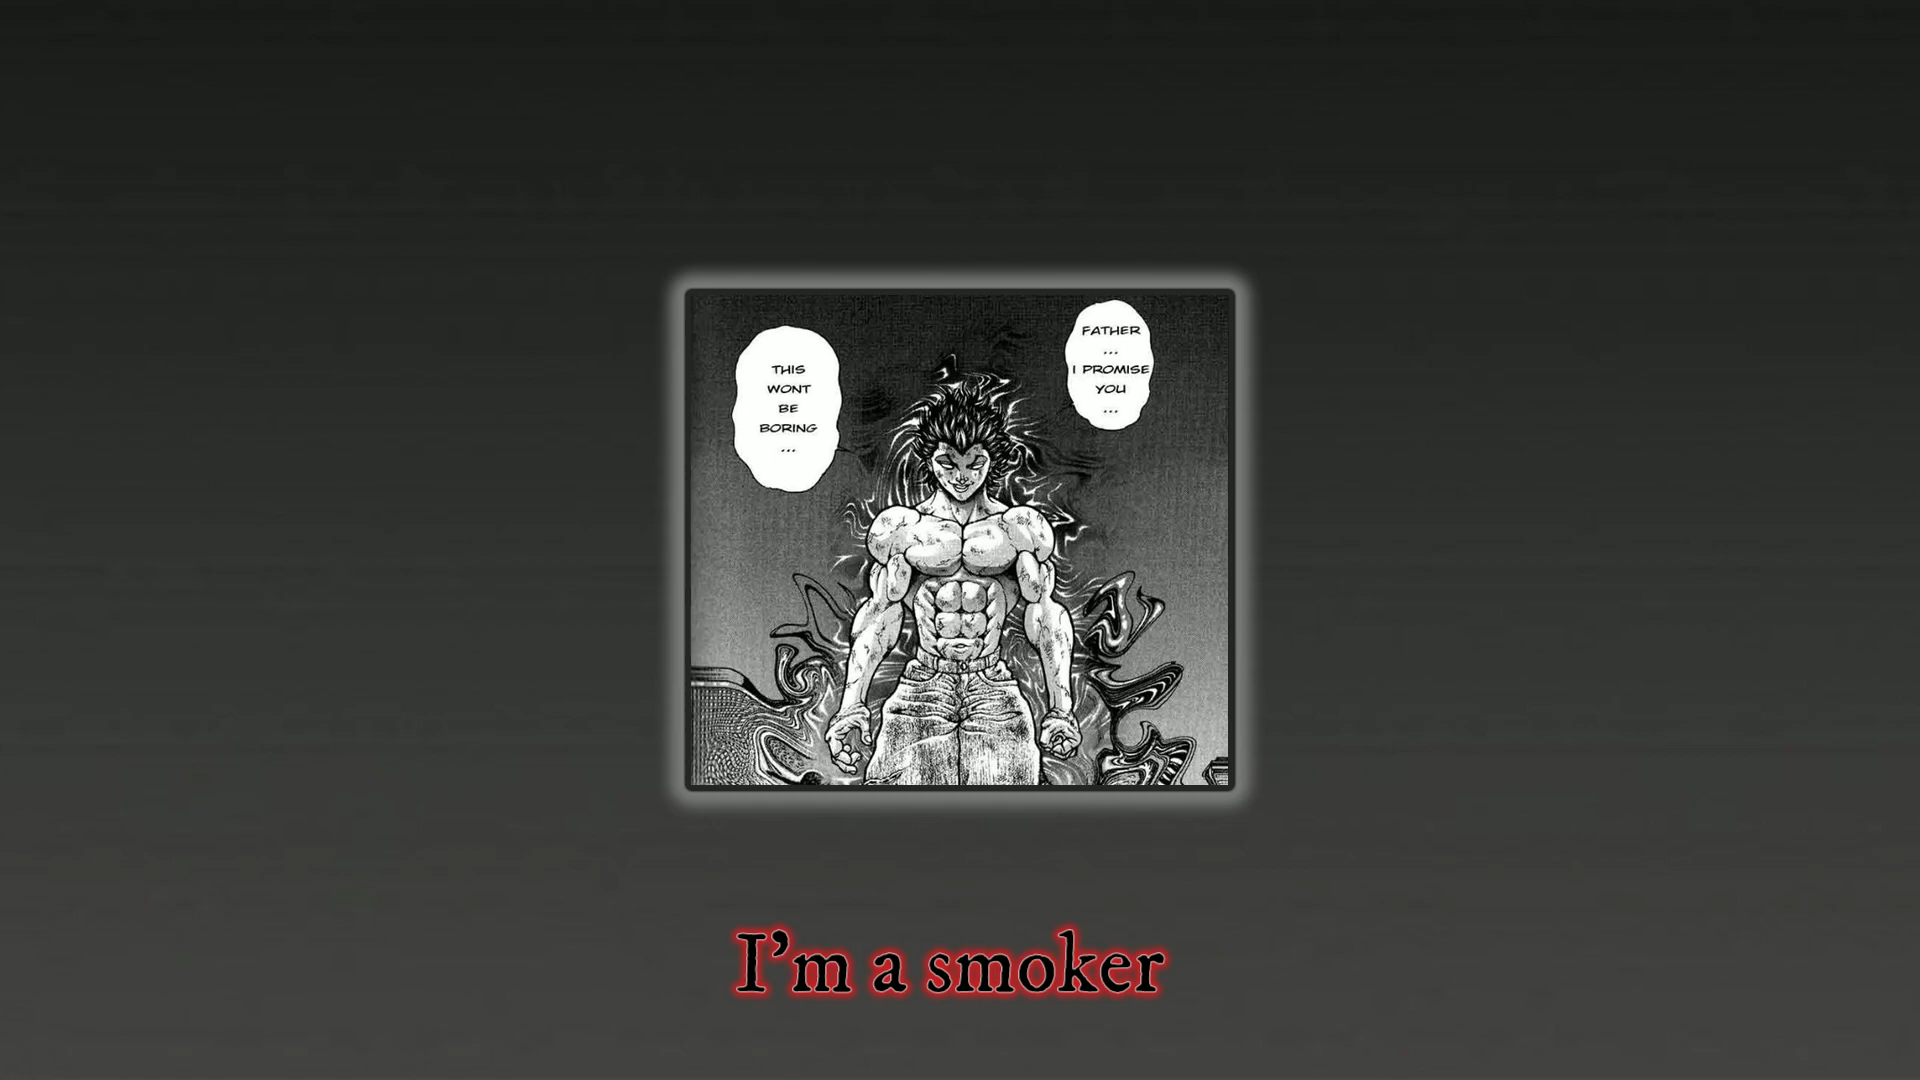 FATHER
...
I PROMISE
YOU
...
THIS
WONT
BE
BORING
...
I'm a smoker